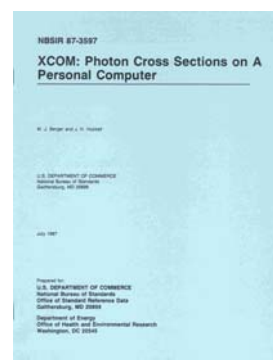 NBSIR 87-3597
XCOM: Photon Cross Sections on A
Personal Computer
M. J. Berger and J. H. Hubbell
U.S. DEPARTMENT OF COMMERCE
National Bureau of Standards
Gaithersburg, MD 20899
July 1987
Prepared for:
U.S. DEPARTMENT OF COMMERCE
National Bureau of Standards
Office of Standard Reference Data
Gaithersburg, MD 20899
Department of Energy
Office of Health and Environmental Research
Washington, DC 20545